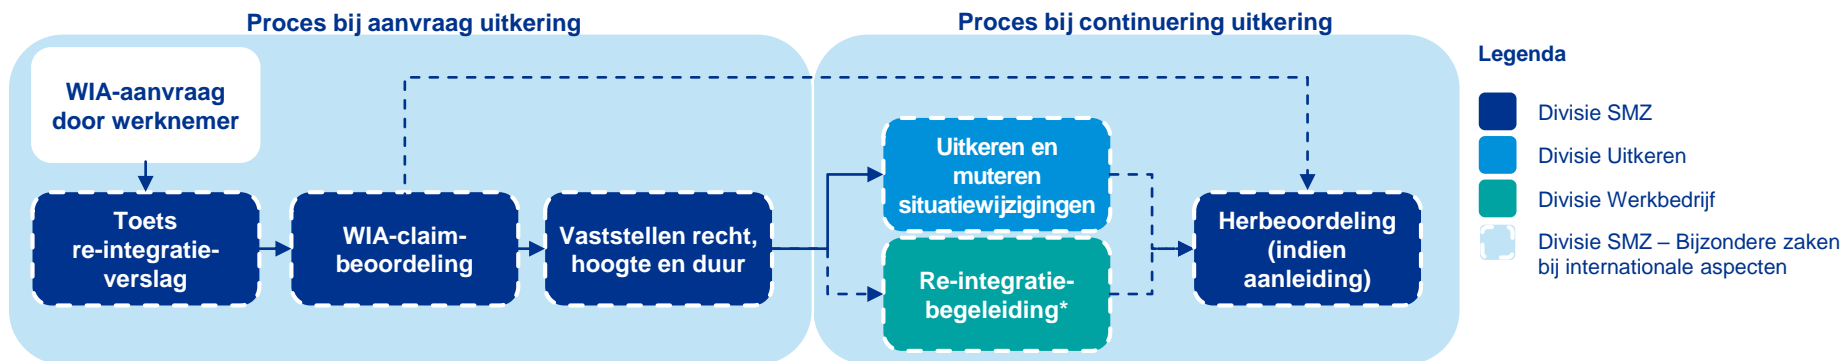 Proces bij aanvraag uitkering
Proces bij continuering uitkering
WIA-aanvraag
door werknemer
Toets
re-integratie-
verslag
WIA-claim-
beoordeling
Vaststellen recht,
hoogte en duur
Uitkeren en
muteren
situatiewijzigingen
Re-integratie-
begeleiding*
Herbeoordeling
(indien
aanleiding)
Legenda
Divisie SMZ
Divisie Uitkeren
Divisie Werkbedrijf
Divisie SMZ – Bijzondere zaken
bij internationale aspecten